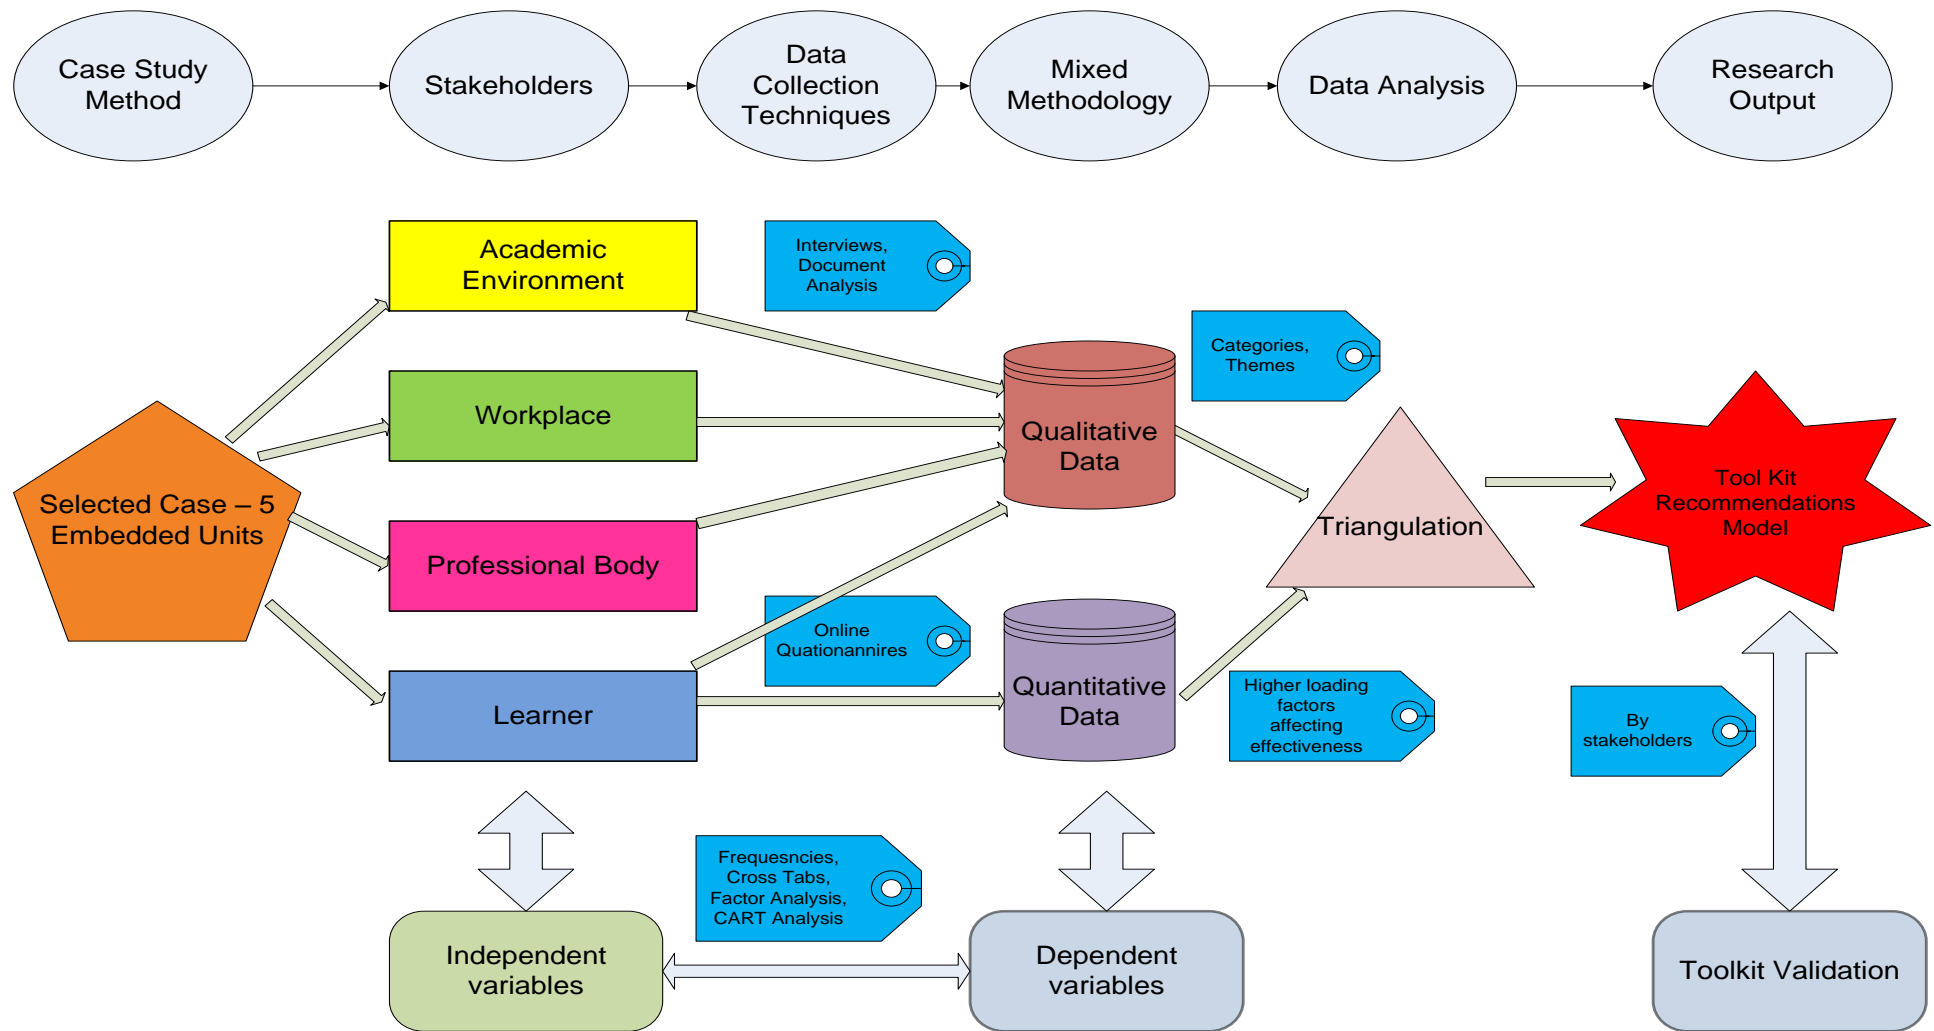 Case Study
Method
Stakeholders
Data
Collection
Techniques
Mixed
Methodology
Data Analysis
Research
Output
Academic
Environment
Interviews,
Document
Analysis
Workplace
Categories,
Themes
Qualitative
Data
Selected Case – 5
Embedded Units
Tool Kit
Recommendations
Model
Triangulation
Professional Body
Online
Quationannires
Learner
Quantitative
Data
Higher loading
factors
affecting
effectiveness
By
stakeholders
Frequesncies,
Cross Tabs,
Factor Analysis,
CART Analysis
Independent
variables
Dependent
variables
Toolkit Validation